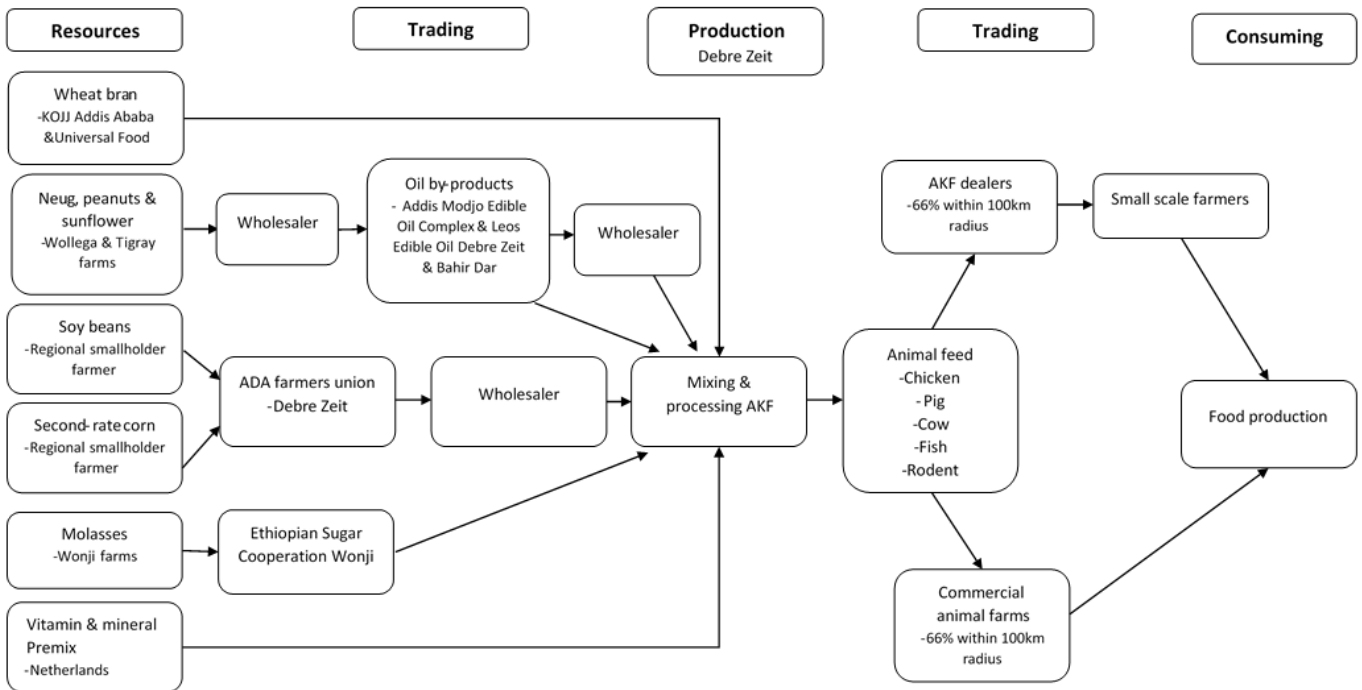 Resources
Trading
Production
Debre Zeit
Trading
Consuming
Wheat bran
-KOJJ Addis Ababa
&Universal Food
Neug, peanuts &
sunflower
-Wollega & Tigray
farms
Wholesaler
Oil by-products
- Addis Modjo Edible
Oil Complex & Leos
Edible Oil Debre Zeit
& Bahir Dar
Wholesaler
Soy beans
-Regional smallholder
farmer
Second-rate corn
-Regional smallholder
farmer
ADA farmers union
-Debre Zeit
Wholesaler
Mixing &
processing AKF
Molasses
-Wonji farms
Ethiopian Sugar
Cooperation Wonji
Vitamin & mineral
Premix
-Netherlands
Animal feed
-Chicken
-Pig
-Cow
-Fish
-Rodent
AKF dealers
-66% within 100km
radius
Small scale farmers
Commercial
animal farms
-66% within 100km
radius
Food production